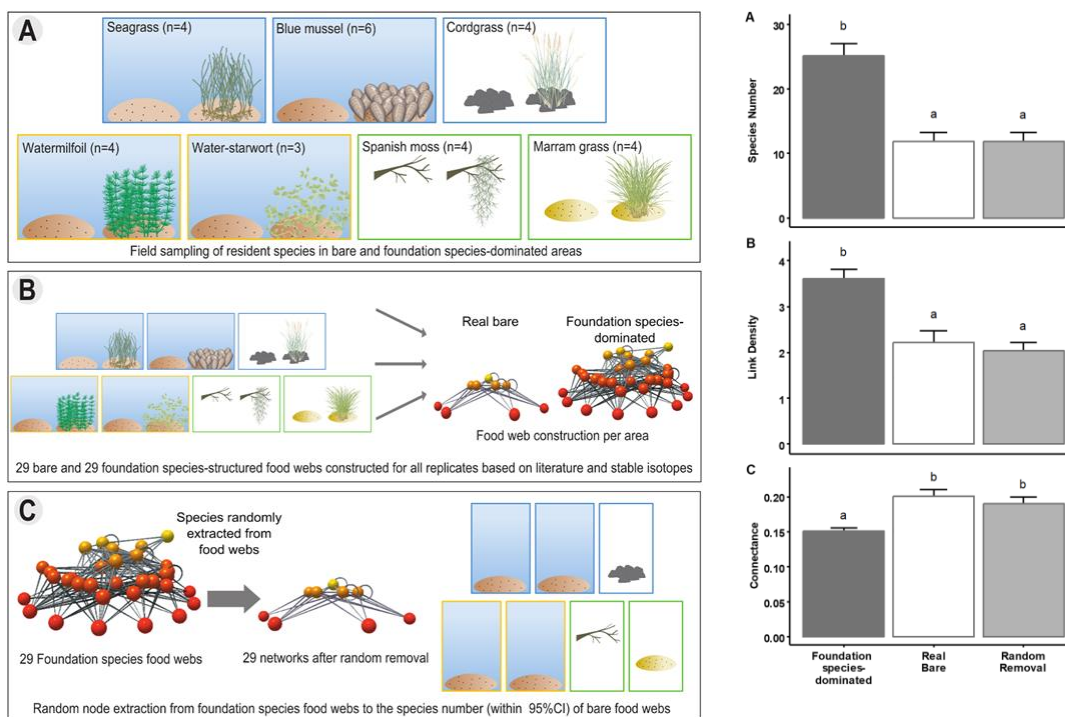 A
Seagrass (n=4)
Blue mussel (n=6)
Cordgrass (n=4)
Watermilfoil (n=4)
Water-starwort (n=3)
Spanish moss (n=4)
Marram grass (n=4)
Field sampling of resident species in bare and foundation species-dominated areas
B
Real bare
Foundation species-
dominated
Food web construction per area
29 bare and 29 foundation species-structured food webs constructed for all replicates based on literature and stable isotopes
C
Species randomly
extracted from
food webs
29 Foundation species food webs
29 networks after random removal
Random node extraction from foundation species food webs to the species number (within 95%CI) of bare food webs
A
Species Number
30
20
10
0
b
a
a
B
Link Density
4
3
2
1
0
b
a
a
C
Connectance
0.20
0.15
0.10
0.05
0.00
a
b
b
Foundation
species-
dominated
Real
Bare
Random
Removal